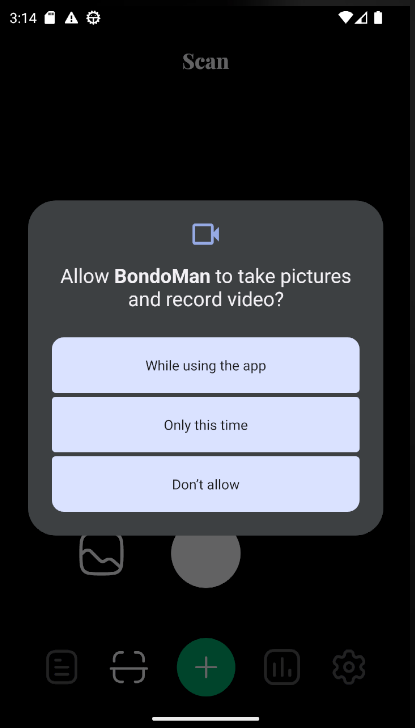 3:14
Scan
Allow BondoMan to take pictures
and record video?
While using the app
Only this time
Don't allow